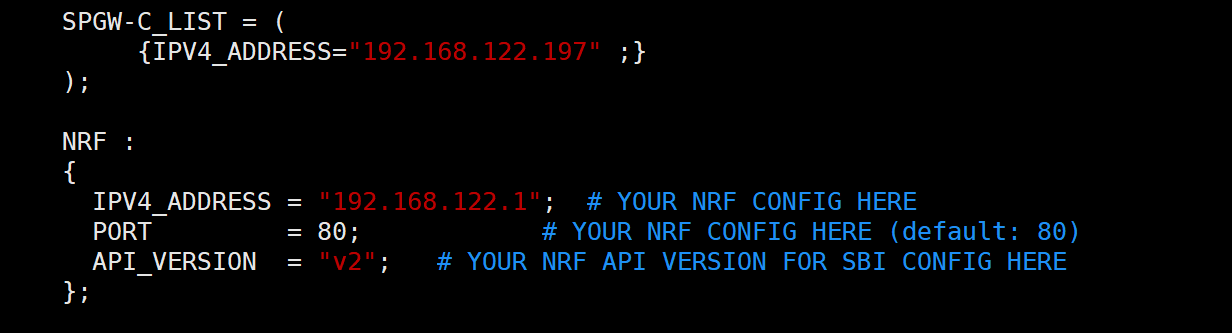 SPGW-C_LIST = (
     {IPV4_ADDRESS="192.168.122.197" ;}
);
NRF :
{
  IPV4_ADDRESS = "192.168.122.1";  # YOUR NRF CONFIG HERE
  PORT         = 80;            # YOUR NRF CONFIG HERE (default: 80)
  API_VERSION  = "v2";   # YOUR NRF API VERSION FOR SBI CONFIG HERE
};